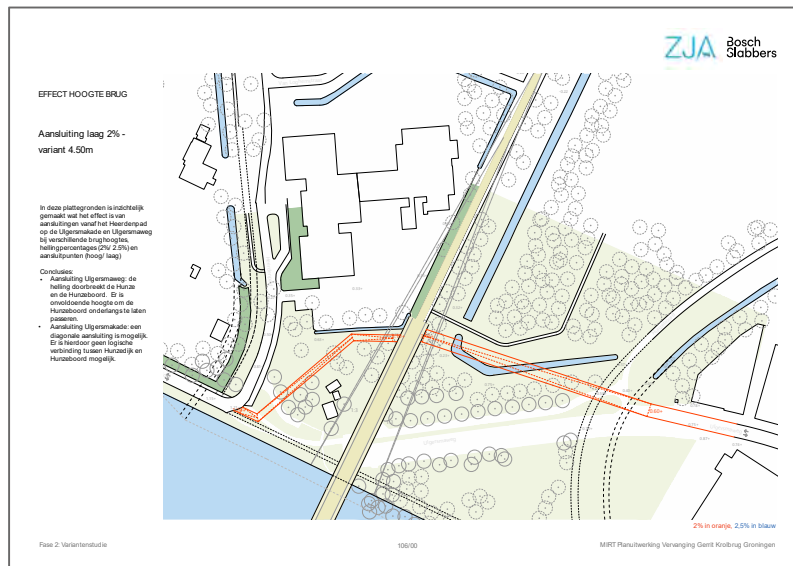 ZJA
Bosch
Slabbers
EFFECT HOOGTE BRUG
Aansluiting laag 2% -
variant 4.50m
In deze plattegronden is inzichtelijk
gemaakt wat het effect is van
aansluitingen vanaf het Heerdenpad
op de Ulgersmakade en Ulgersmaweg
bij verschillende brughoogtes,
hellingpercentages (2%/ 2.5%) en
aansluitpunten (hoog/ laag)
Conclusies:
• Aansluiting Ulgersmaweg: de
helling doorbreekt de Hunze
en de Hunzeboord. Er is
onvoldoende hoogte om de
Hunzeboord onderlangs te laten
passeren.
• Aansluiting Ulgersmakade: een
diagonale aansluiting is mogelijk.
Er is hierdoor geen logische
verbinding tussen Hunzedijk en
Hunzeboord mogelijk.
Ulgersmaweg
2% in oranje, 2,5% in blauw
Fase 2: Variantenstudie
106/00
MIRT Planuitwerking Vervanging Gerrit Krolbrug Groningen